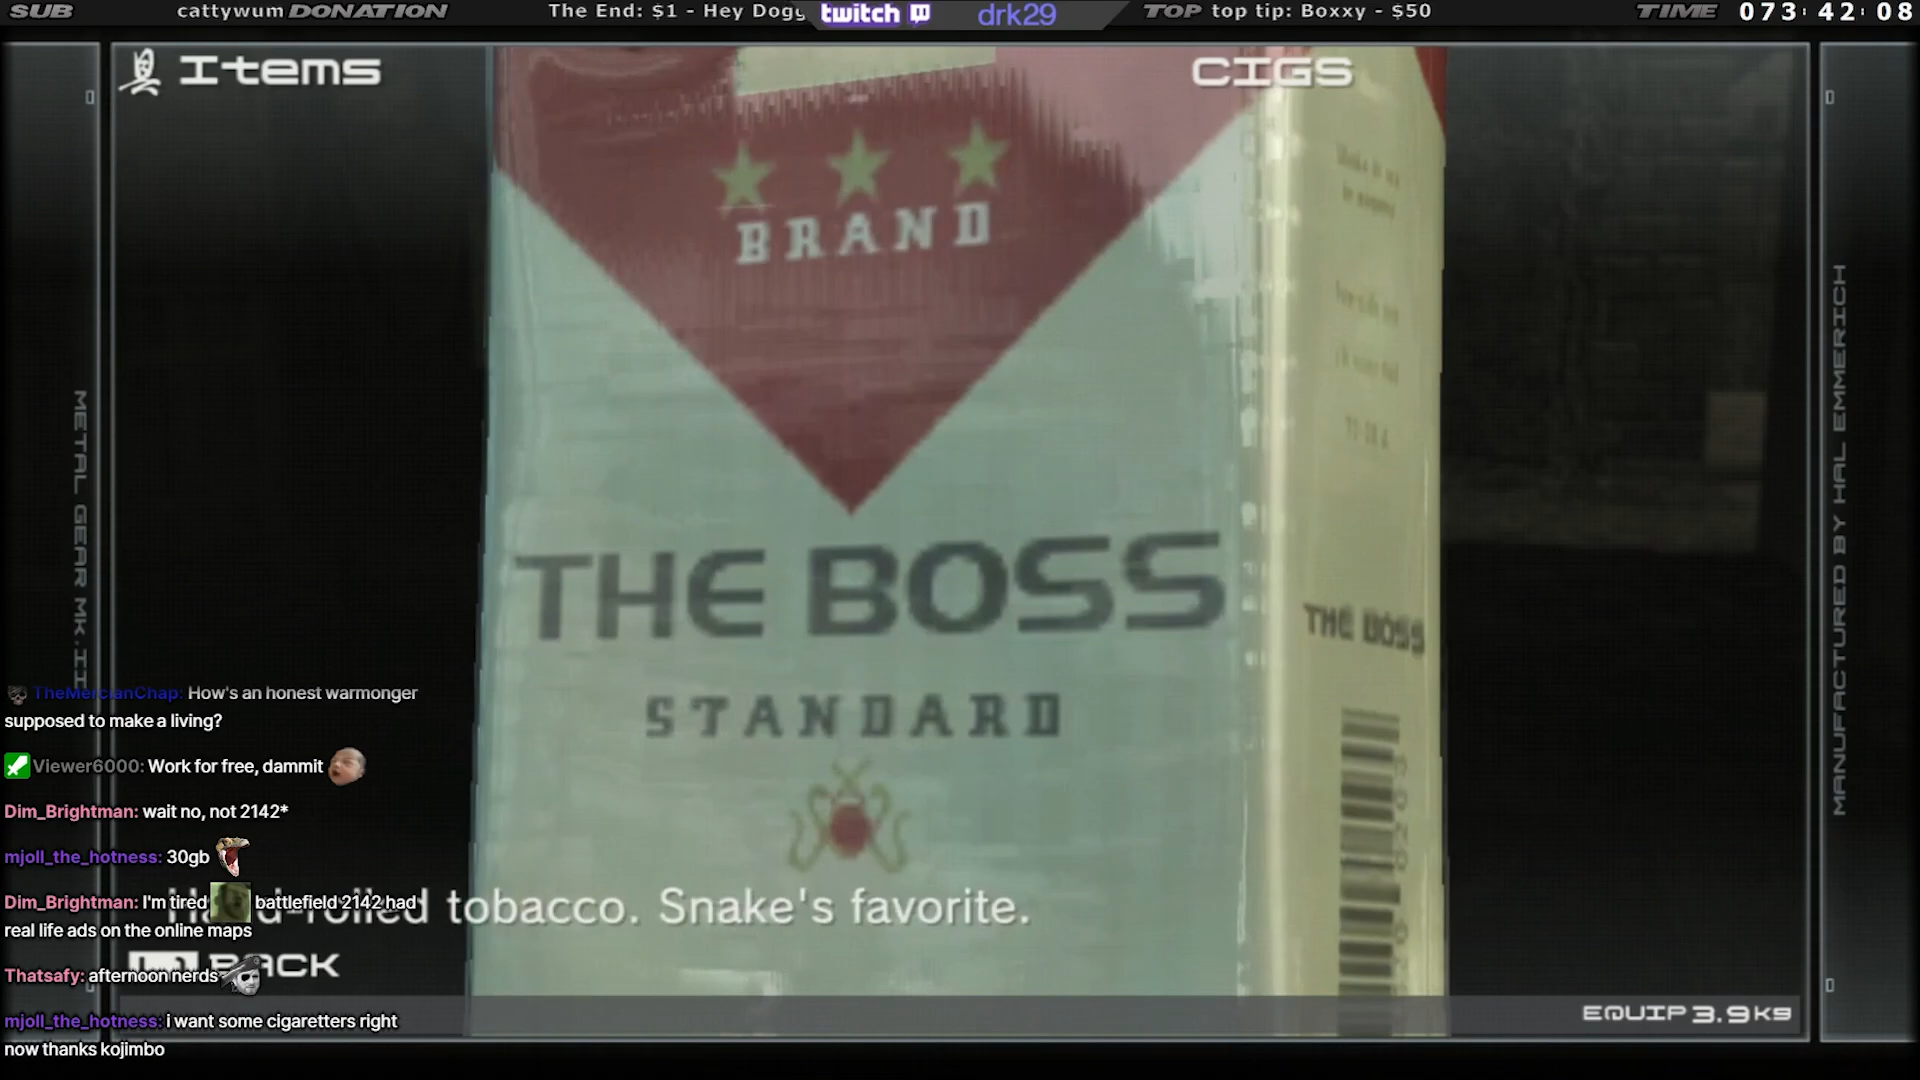 SUB cattywum DONATION The End: $1 - Hey Dogg twitch drk29 TOP top tip: Boxxy - $50 TIME 073:42:08
Items
CIGS
BRAND
THE BOSS
STANDARD
THE BOSS
METAL GEAR MK.II
MANUFACTURED BY HAL EMMERICH
TheMercianChap: How's an honest warmonger
supposed to make a living?
Viewer6000: Work for free, dammit
Dim_Brightman: wait no, not 2142*
mjoll_the_hotness: 30gb
Dim_Brightman: I'm tired battlefield 2142 had
real life ads on the online maps
Thatsafy: afternoon nerds
mjoll_the_hotness: i want some cigaretters right
now thanks kojimbo
Hand-rolled tobacco. Snake's favorite.
BACK
EQUIP 3.9kg